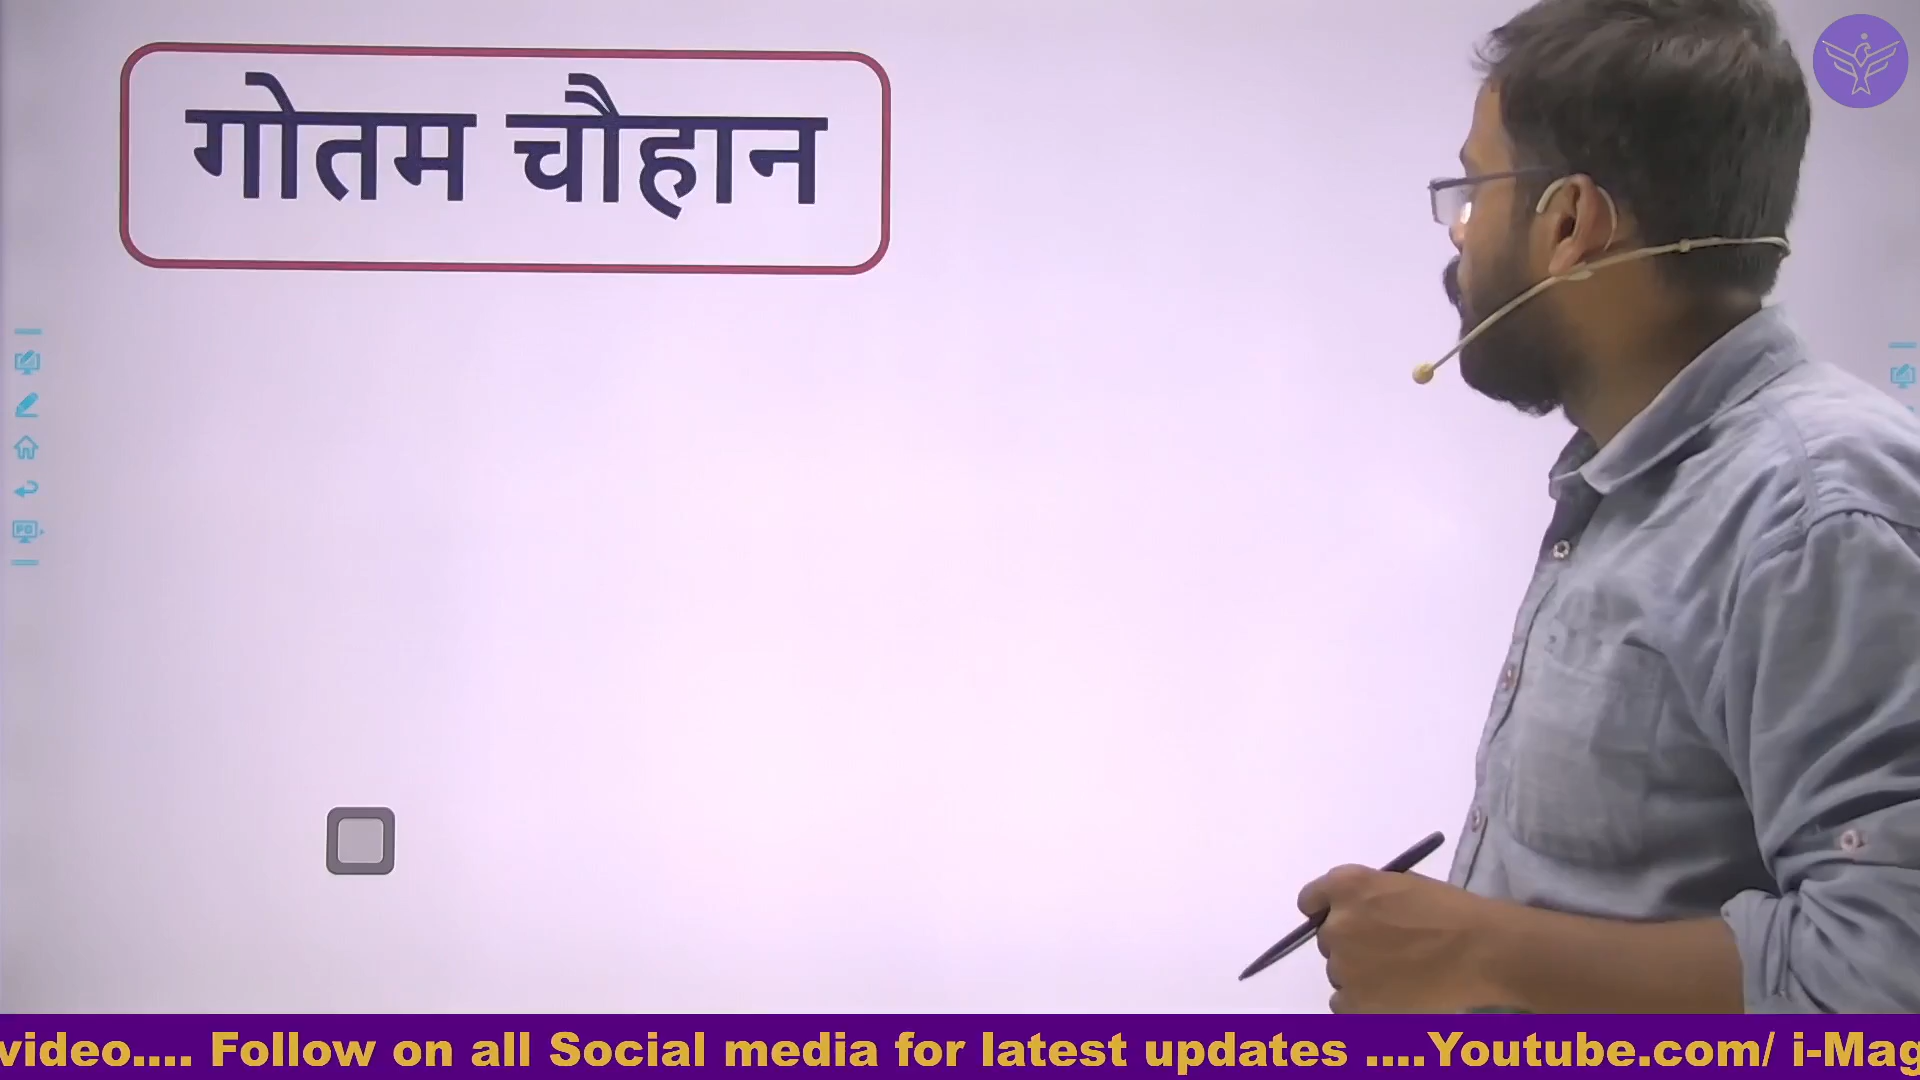 गोतम चौहान
video.... Follow on all Social media for latest updates ....Youtube.com/ i-Mag